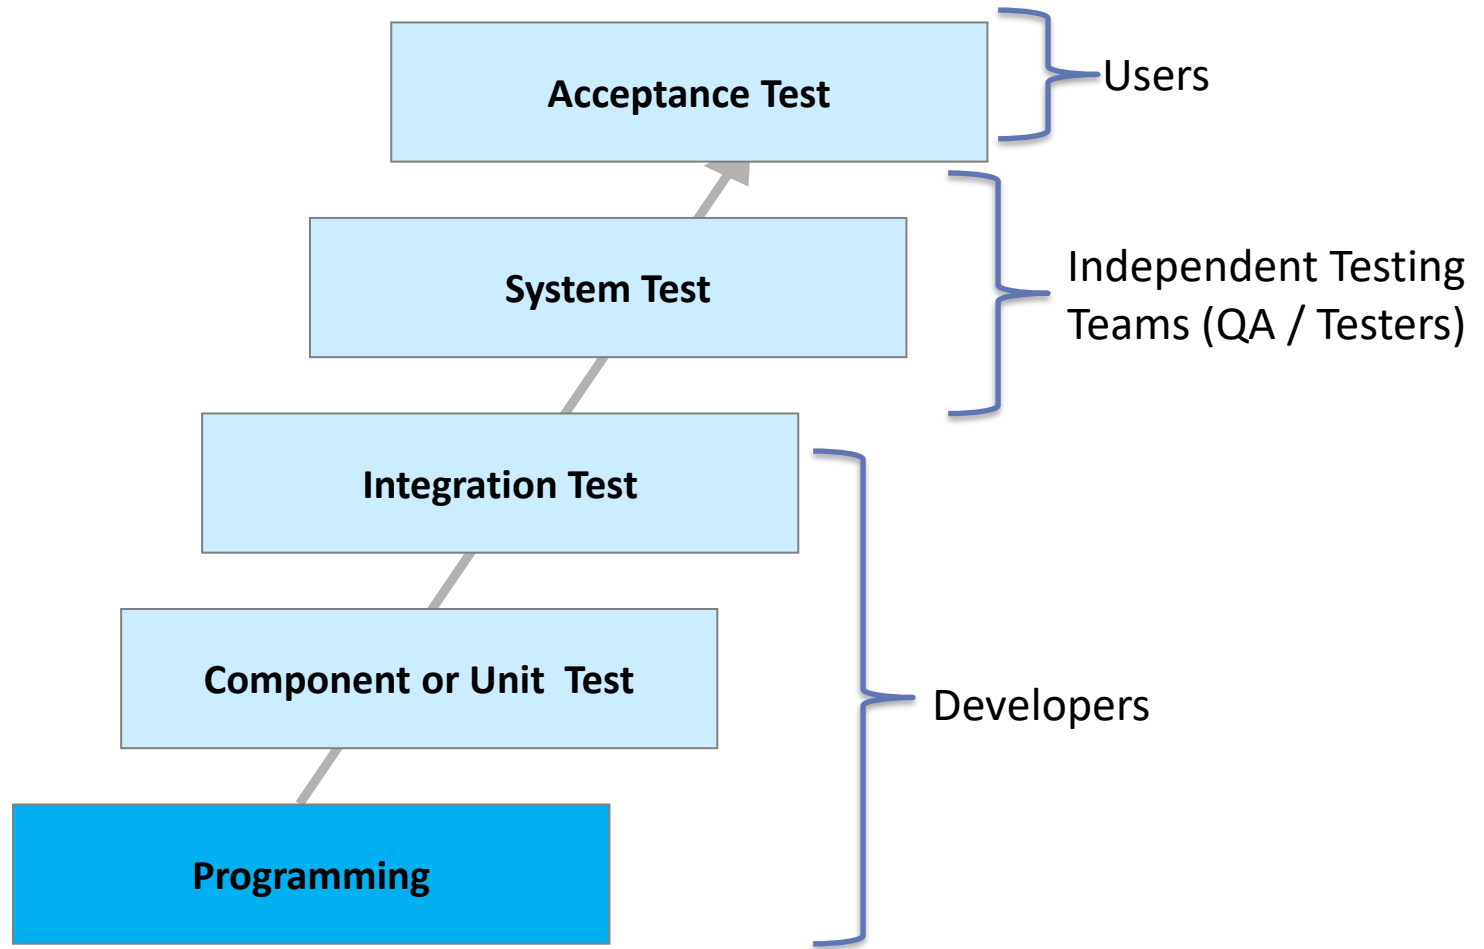 Acceptance Test
Users
System Test
Independent Testing
Teams (QA / Testers)
Integration Test
Component or Unit  Test
Developers
Programming